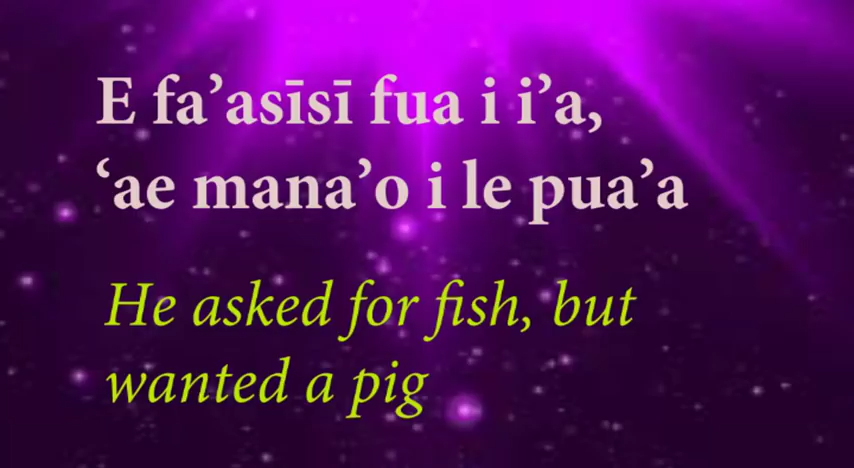 E fa’asīsī fua i i’a,
‘ae mana’o i le pua’a
He asked for fish, but
wanted a pig